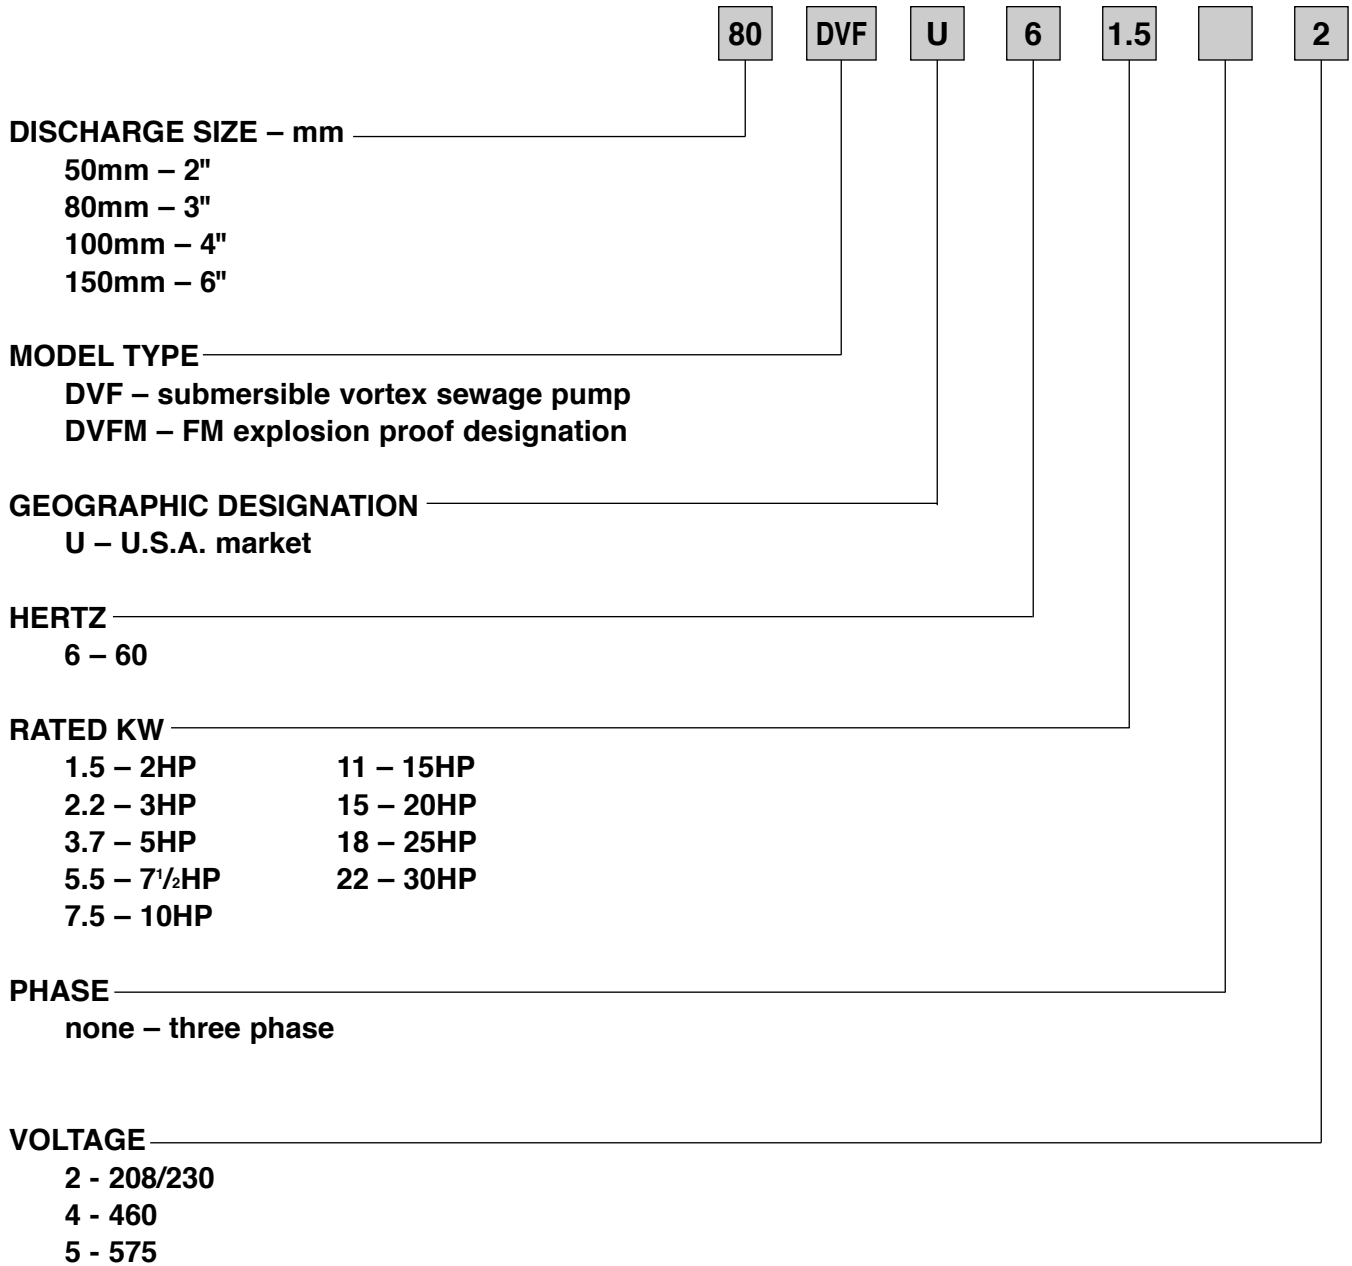 80 DVF U 6 1.5 2
DISCHARGE SIZE – mm
50mm – 2"
80mm – 3"
100mm – 4"
150mm – 6"
MODEL TYPE
DVF – submersible vortex sewage pump
DVFM – FM explosion proof designation
GEOGRAPHIC DESIGNATION
U – U.S.A. market
HERTZ
6 – 60
RATED KW
1.5 – 2HP 11 – 15HP
2.2 – 3HP 15 – 20HP
3.7 – 5HP 18 – 25HP
5.5 – 7 1/2HP 22 – 30HP
7.5 – 10HP
PHASE
none – three phase
VOLTAGE
2 - 208/230
4 - 460
5 - 575